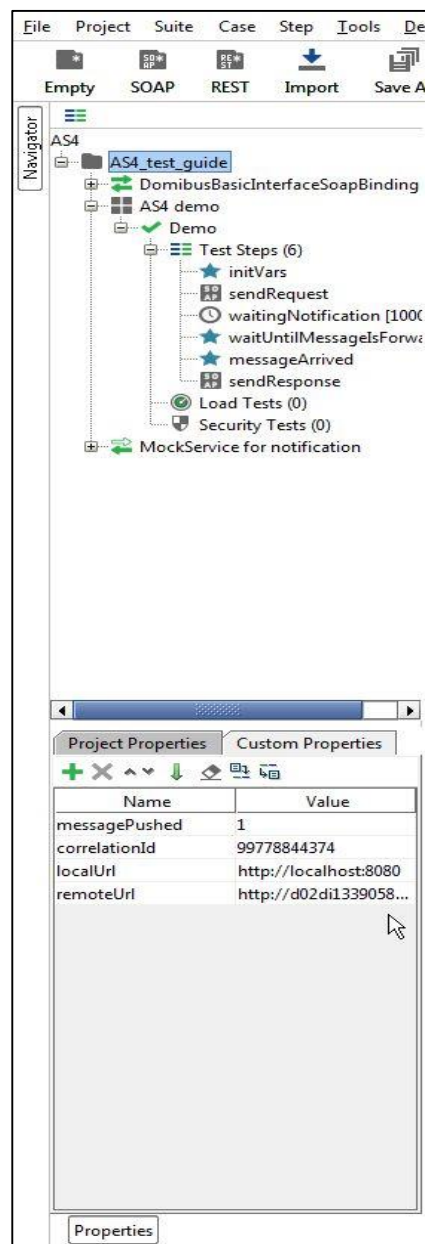 File Project Suite Case Step Tools De
Empty SOAP REST Import Save A
Navigator
AS4
AS4_test_guide
DomibusBasicInterfaceSoapBinding
AS4 demo
Demo
Test Steps (6)
initVars
sendRequest
waitingNotification [1000
waitUntilMessageIsForwa
messageArrived
sendResponse
Load Tests (0)
Security Tests (0)
MockService for notification
Project Properties Custom Properties
Name Value
messagePushed 1
correlationId 99778844374
localUrl http://localhost:8080
remoteUrl http://d02di1339058...
Properties